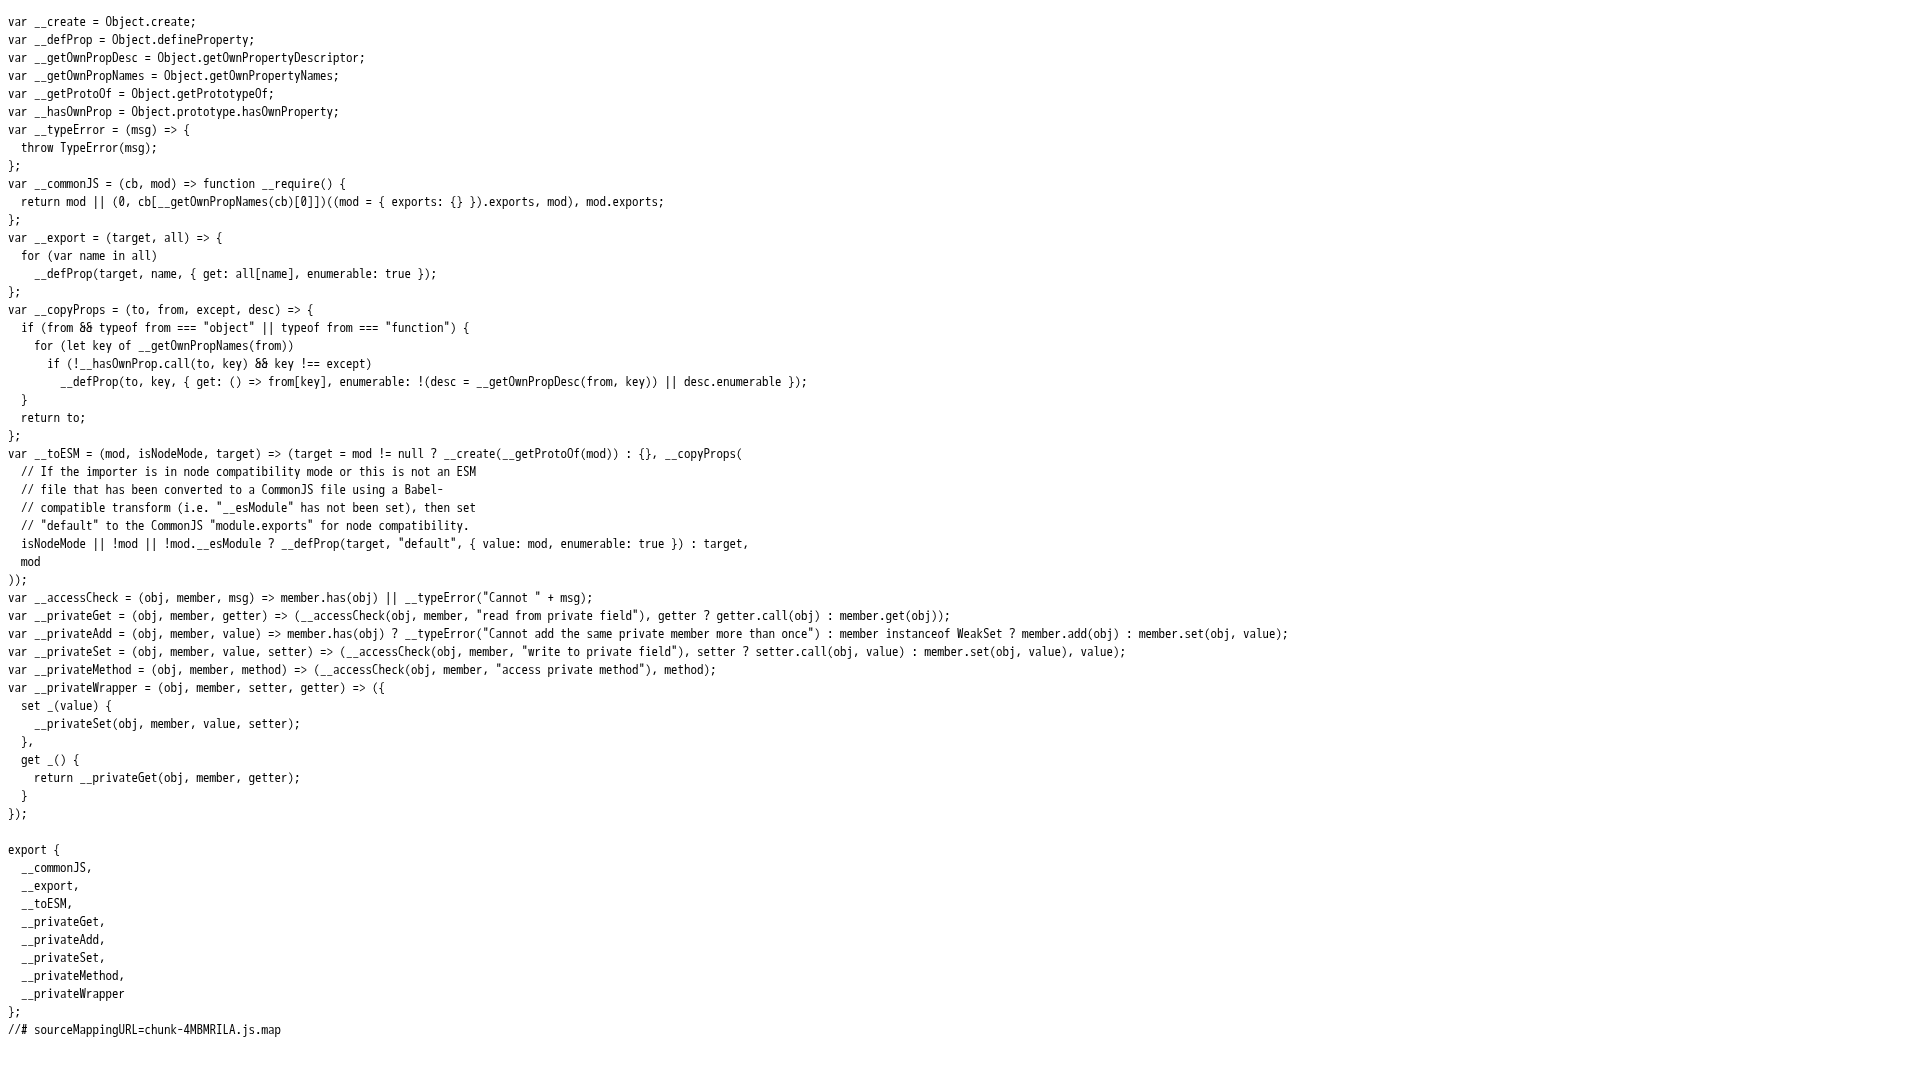 var __create = Object.create;
var __defProp = Object.defineProperty;
var __getOwnPropDesc = Object.getOwnPropertyDescriptor;
var __getOwnPropNames = Object.getOwnPropertyNames;
var __getProtoOf = Object.getPrototypeOf;
var __hasOwnProp = Object.prototype.hasOwnProperty;
var __typeError = (msg) => {
  throw TypeError(msg);
};
var __commonJS = (cb, mod) => function __require() {
  return mod || (0, cb[__getOwnPropNames(cb)[0]])((mod = { exports: {} }).exports, mod), mod.exports;
};
var __export = (target, all) => {
  for (var name in all)
    __defProp(target, name, { get: all[name], enumerable: true });
};
var __copyProps = (to, from, except, desc) => {
  if (from && typeof from === "object" || typeof from === "function") {
    for (let key of __getOwnPropNames(from))
      if (!__hasOwnProp.call(to, key) && key !== except)
        __defProp(to, key, { get: () => from[key], enumerable: !(desc = __getOwnPropDesc(from, key)) || desc.enumerable });
  }
  return to;
};
var __toESM = (mod, isNodeMode, target) => (target = mod != null ? __create(__getProtoOf(mod)) : {}, __copyProps(
  // If the importer is in node compatibility mode or this is not an ESM
  // file that has been converted to a CommonJS file using a Babel-
  // compatible transform (i.e. "__esModule" has not been set), then set
  // "default" to the CommonJS "module.exports" for node compatibility.
  isNodeMode || !mod || !mod.__esModule ? __defProp(target, "default", { value: mod, enumerable: true }) : target,
  mod
));
var __accessCheck = (obj, member, msg) => member.has(obj) || __typeError("Cannot " + msg);
var __privateGet = (obj, member, getter) => (__accessCheck(obj, member, "read from private field"), getter ? getter.call(obj) : member.get(obj));
var __privateAdd = (obj, member, value) => member.has(obj) ? __typeError("Cannot add the same private member more than once") : member instanceof WeakSet ? member.add(obj) : member.set(obj, value);
var __privateSet = (obj, member, value, setter) => (__accessCheck(obj, member, "write to private field"), setter ? setter.call(obj, value) : member.set(obj, value), value);
var __privateMethod = (obj, member, method) => (__accessCheck(obj, member, "access private method"), method);
var __privateWrapper = (obj, member, setter, getter) => ({
  set _(value) {
    __privateSet(obj, member, value, setter);
  },
  get _() {
    return __privateGet(obj, member, getter);
  }
});

export {
  __commonJS,
  __export,
  __toESM,
  __privateGet,
  __privateAdd,
  __privateSet,
  __privateMethod,
  __privateWrapper
};
//# sourceMappingURL=chunk-4MBMRILA.js.map